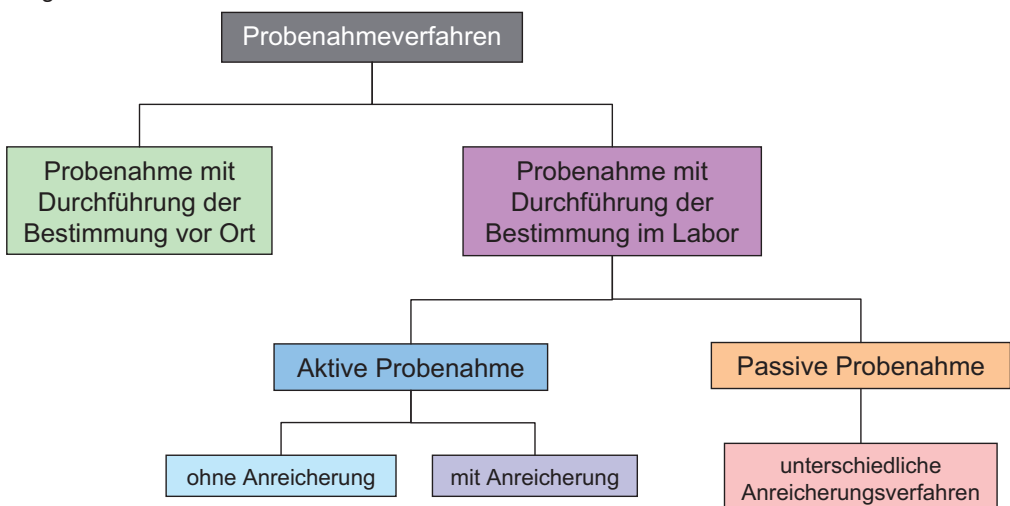 Probenahmeverfahren
Probenahme mit
Durchführung der
Bestimmung vor Ort
Probenahme mit
Durchführung der
Bestimmung im Labor
Aktive Probenahme
Passive Probenahme
ohne Anreicherung
mit Anreicherung
unterschiedliche
Anreicherungsverfahren